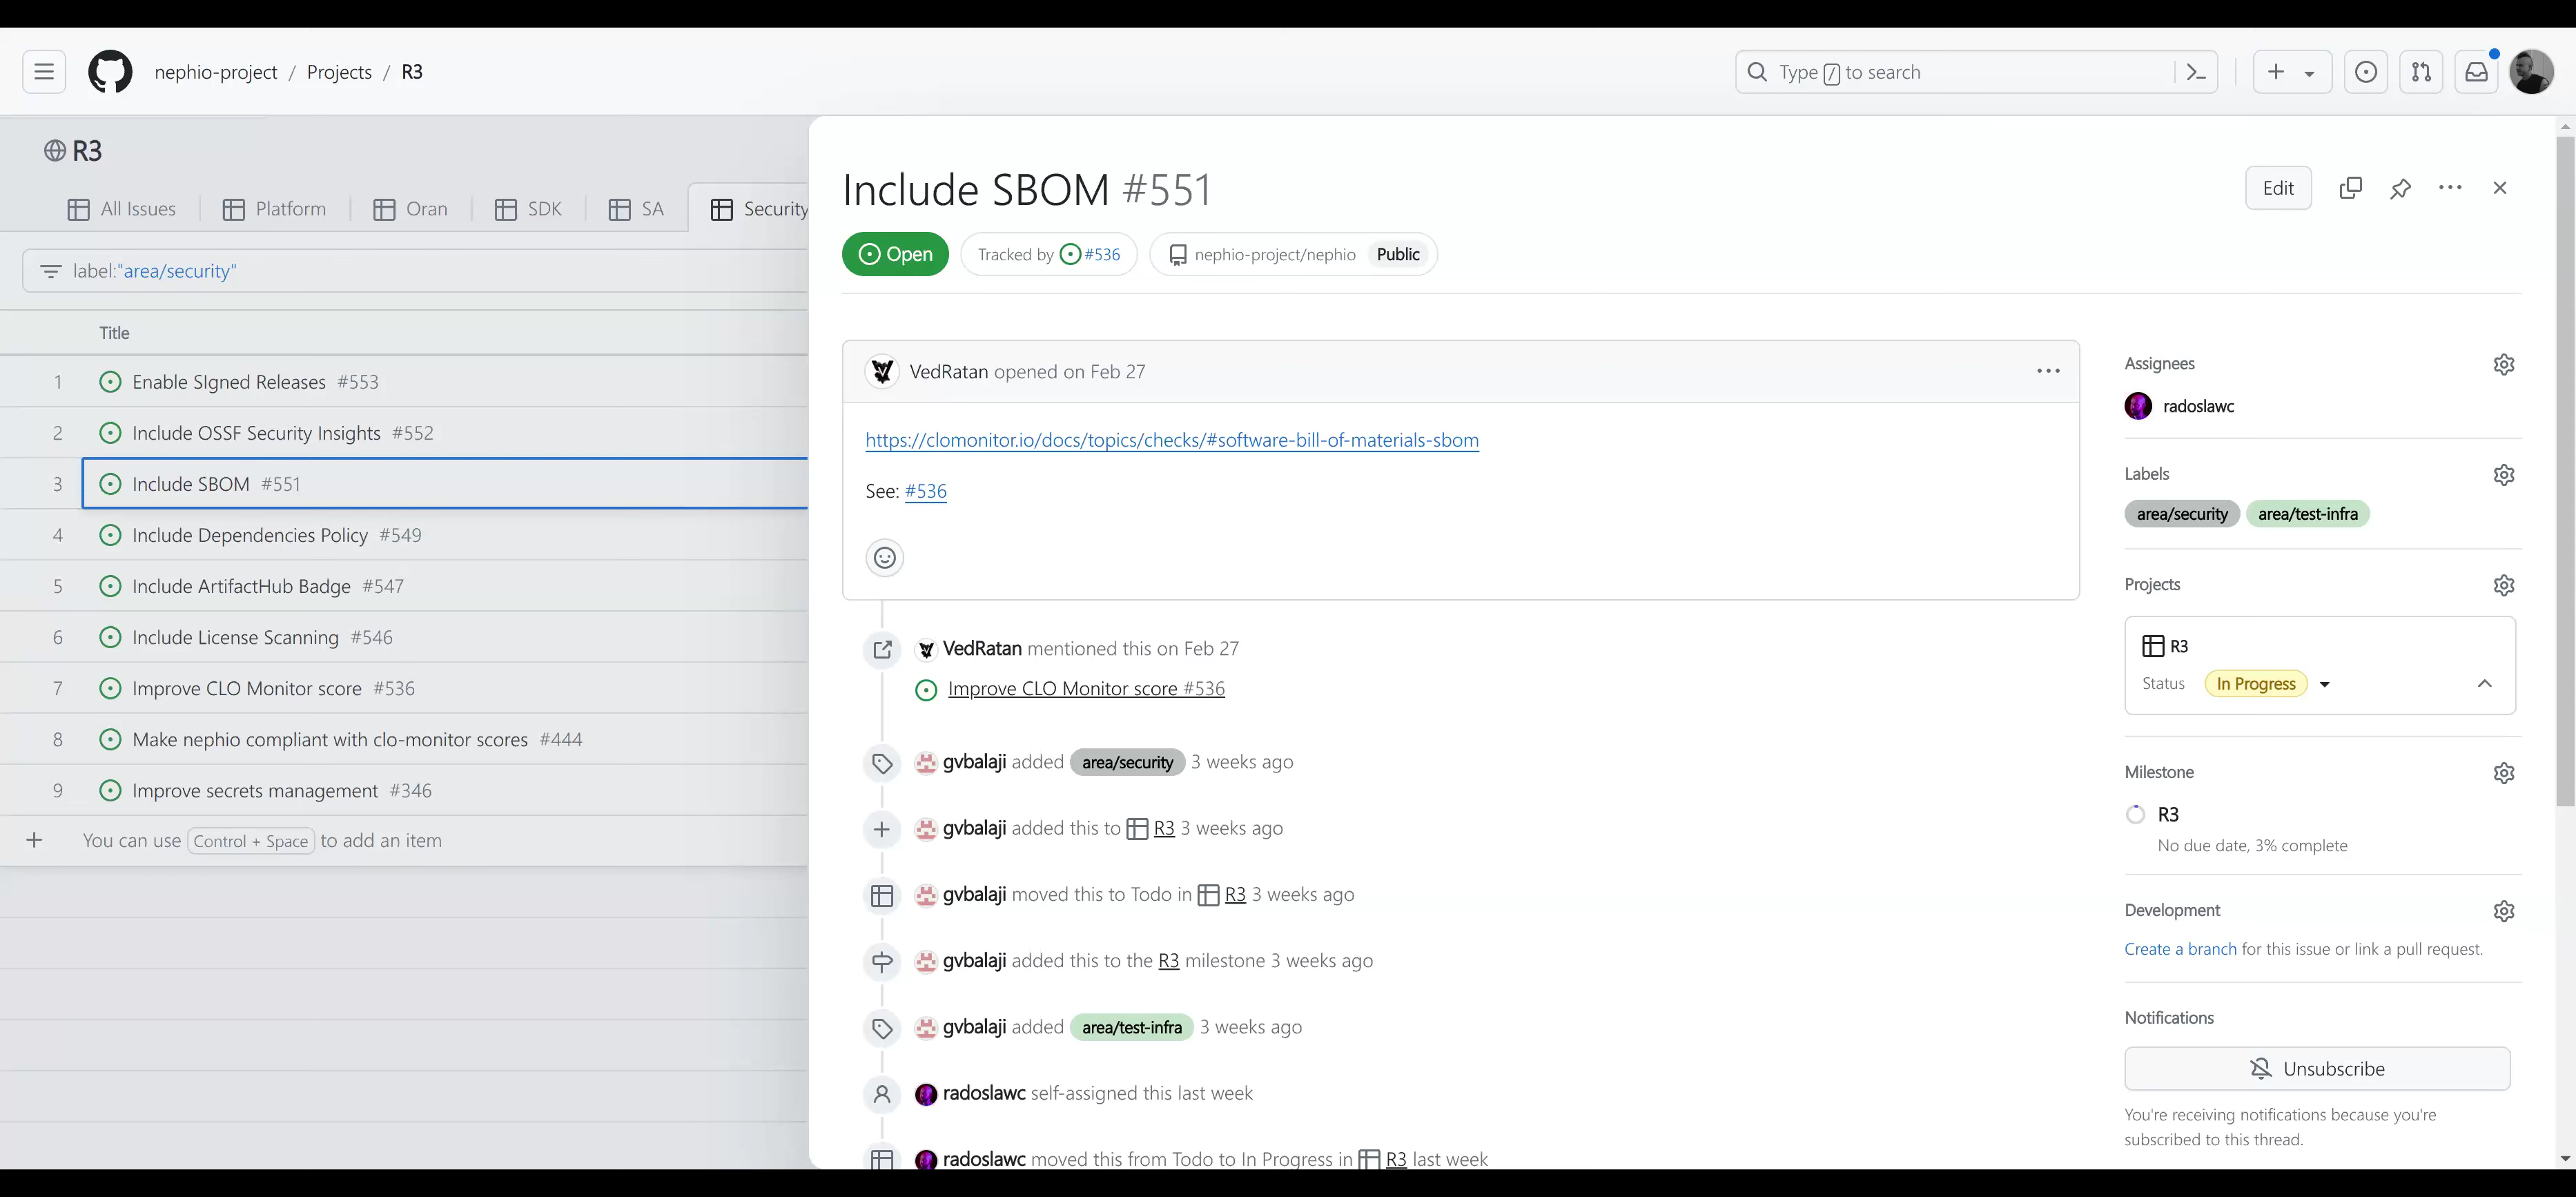 nephio-project / Projects / R3
Type / to search
R3
All Issues
Platform
Oran
SDK
SA
Security
label:"area/security"
Title
1 Enable SIgned Releases #553
2 Include OSSF Security Insights #552
3 Include SBOM #551
4 Include Dependencies Policy #549
5 Include ArtifactHub Badge #547
6 Include License Scanning #546
7 Improve CLO Monitor score #536
8 Make nephio compliant with clo-monitor scores #444
9 Improve secrets management #346
You can use Control + Space to add an item
Include SBOM #551
Edit
Open
Tracked by #536
nephio-project/nephio Public
VedRatan opened on Feb 27
https://clomonitor.io/docs/topics/checks/#software-bill-of-materials-sbom
See: #536
VedRatan mentioned this on Feb 27
Improve CLO Monitor score #536
gvbalaji added area/security 3 weeks ago
gvbalaji added this to R3 3 weeks ago
gvbalaji moved this to Todo in R3 3 weeks ago
gvbalaji added this to the R3 milestone 3 weeks ago
gvbalaji added area/test-infra 3 weeks ago
radoslawc self-assigned this last week
radoslawc moved this from Todo to In Progress in R3 last week
Assignees
radoslawc
Labels
area/security area/test-infra
Projects
R3
Status In Progress
Milestone
R3
No due date, 3% complete
Development
Create a branch for this issue or link a pull request.
Notifications
Unsubscribe
You're receiving notifications because you're
subscribed to this thread.